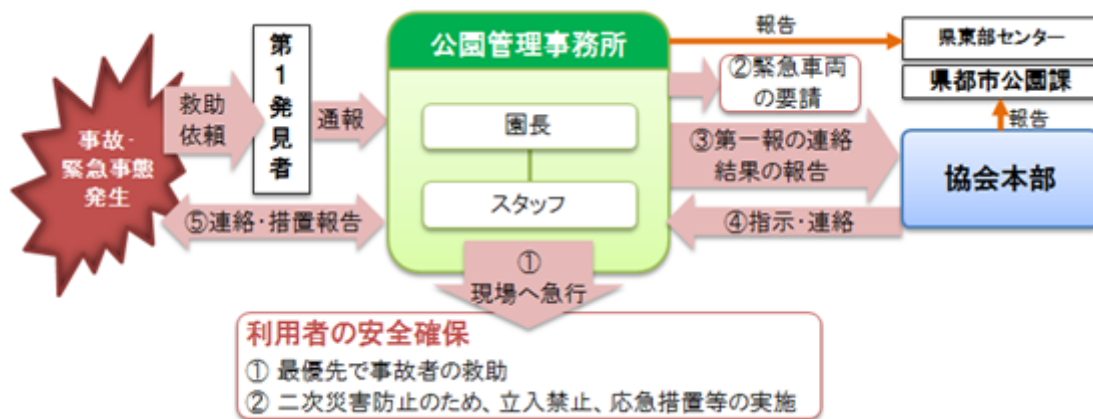 事故・
緊急事態
発生
救助
依頼
第1発見者
通報
公園管理事務所
園長
スタッフ
報告
県東部センター
②緊急車両
の要請
県都市公園課
報告
③第一報の連絡
結果の報告
協会本部
④指示・連絡
⑤連絡・措置報告
①
現場へ急行
利用者の安全確保
① 最優先で事故者の救助
② 二次災害防止のため、立入禁止、応急措置等の実施